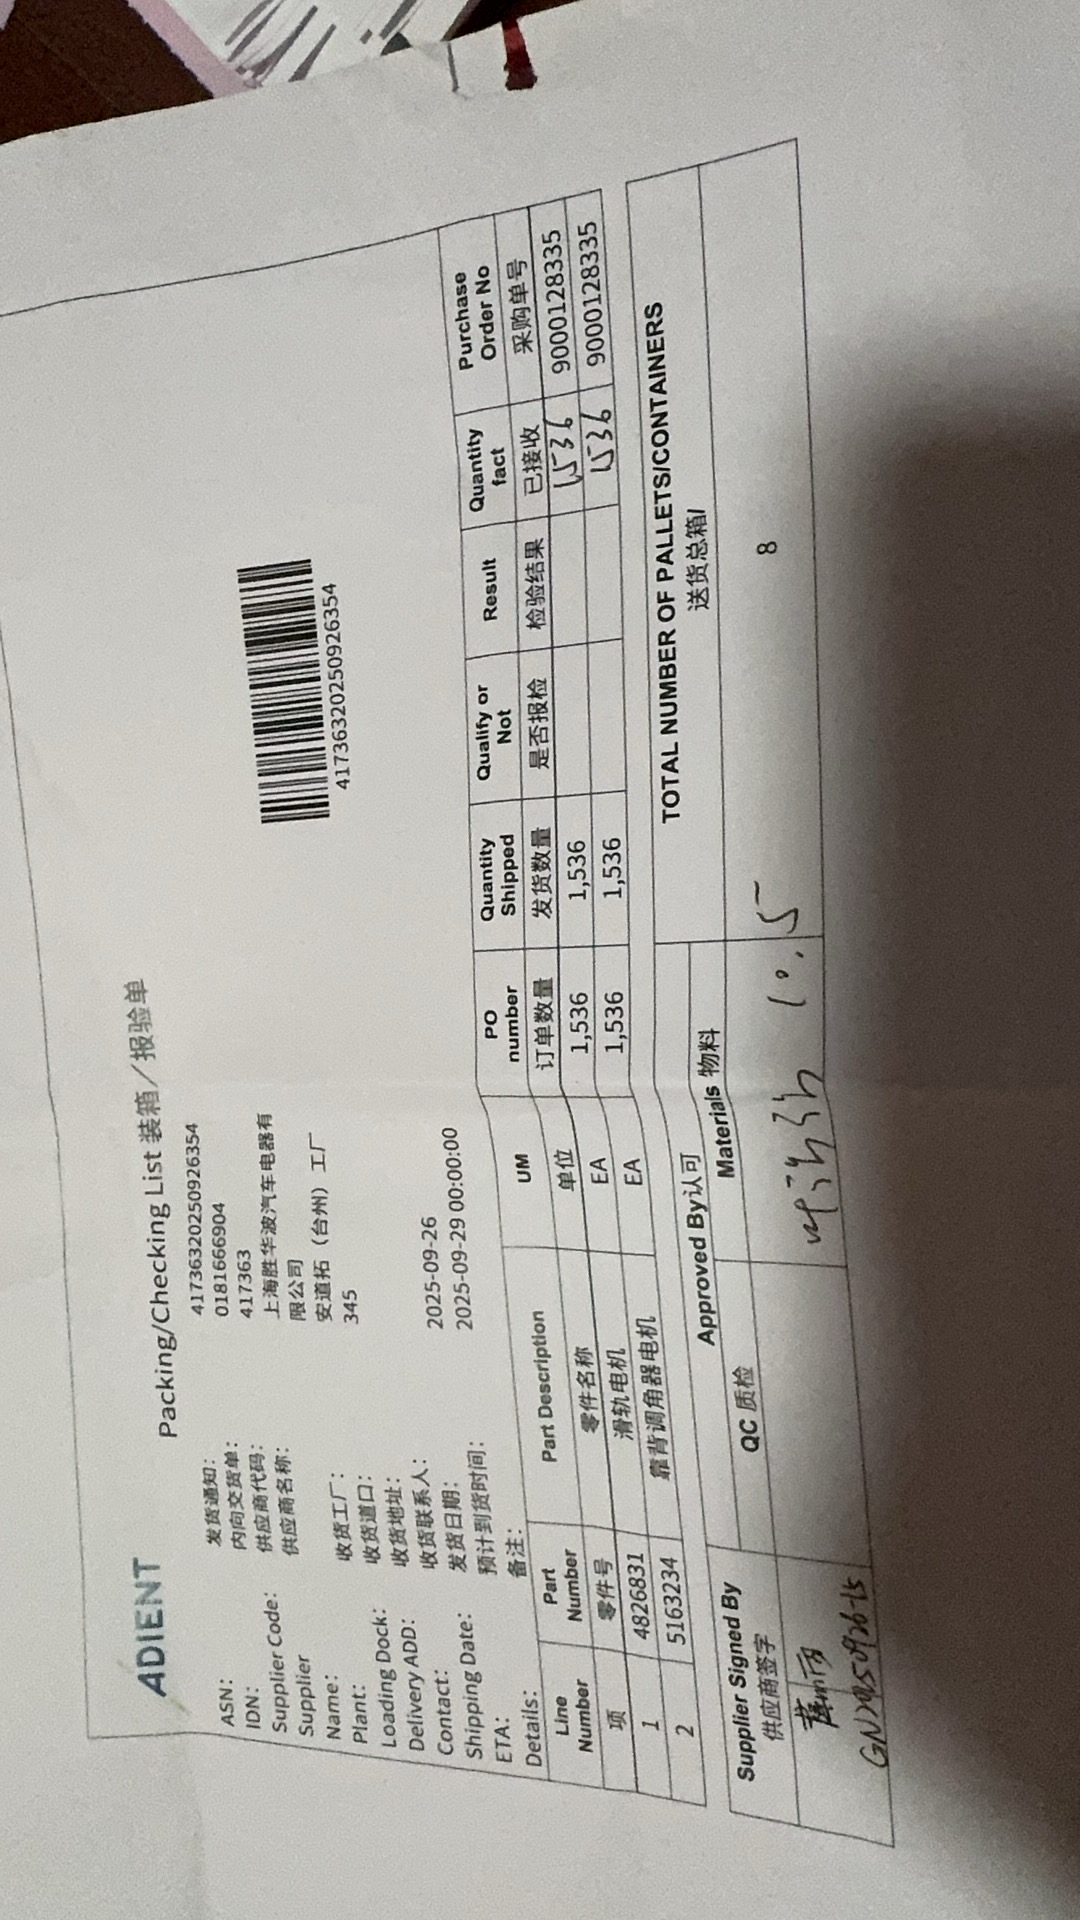 ADIENT
Packing/Checking List 装箱／报验单
ASN: 发货通知: 41736320250926354
IDN: 内向交货单: 0181666904
Supplier Code: 供应商代码: 417363
Supplier Name: 供应商名称: 上海胜华波汽车电器有
限公司
Plant: 收货工厂: 安道拓（台州）工厂
Loading Dock: 收货道口: 345
Delivery ADD: 收货地址:
Contact: 收货联系人:
Shipping Date: 发货日期: 2025-09-26
ETA: 预计到货时间: 2025-09-29 00:00:00
Details: 备注:
41736320250926354
Line Number Part Number Part Description UM PO number Quantity Shipped Qualify or Not Result Quantity fact Purchase Order No
项 零件号 零件名称 单位 订单数量 发货数量 是否报检 检验结果 已接收 采购单号
1 4826831 滑轨电机 EA 1,536 1,536 1536 9000128335
2 5163234 靠背调角器电机 EA 1,536 1,536 1536 9000128335
Supplier Signed By
供应商签字
Approved By认可
QC 质检 Materials 物料
TOTAL NUMBER OF PALLETS/CONTAINERS
送货总箱/
8
10.5